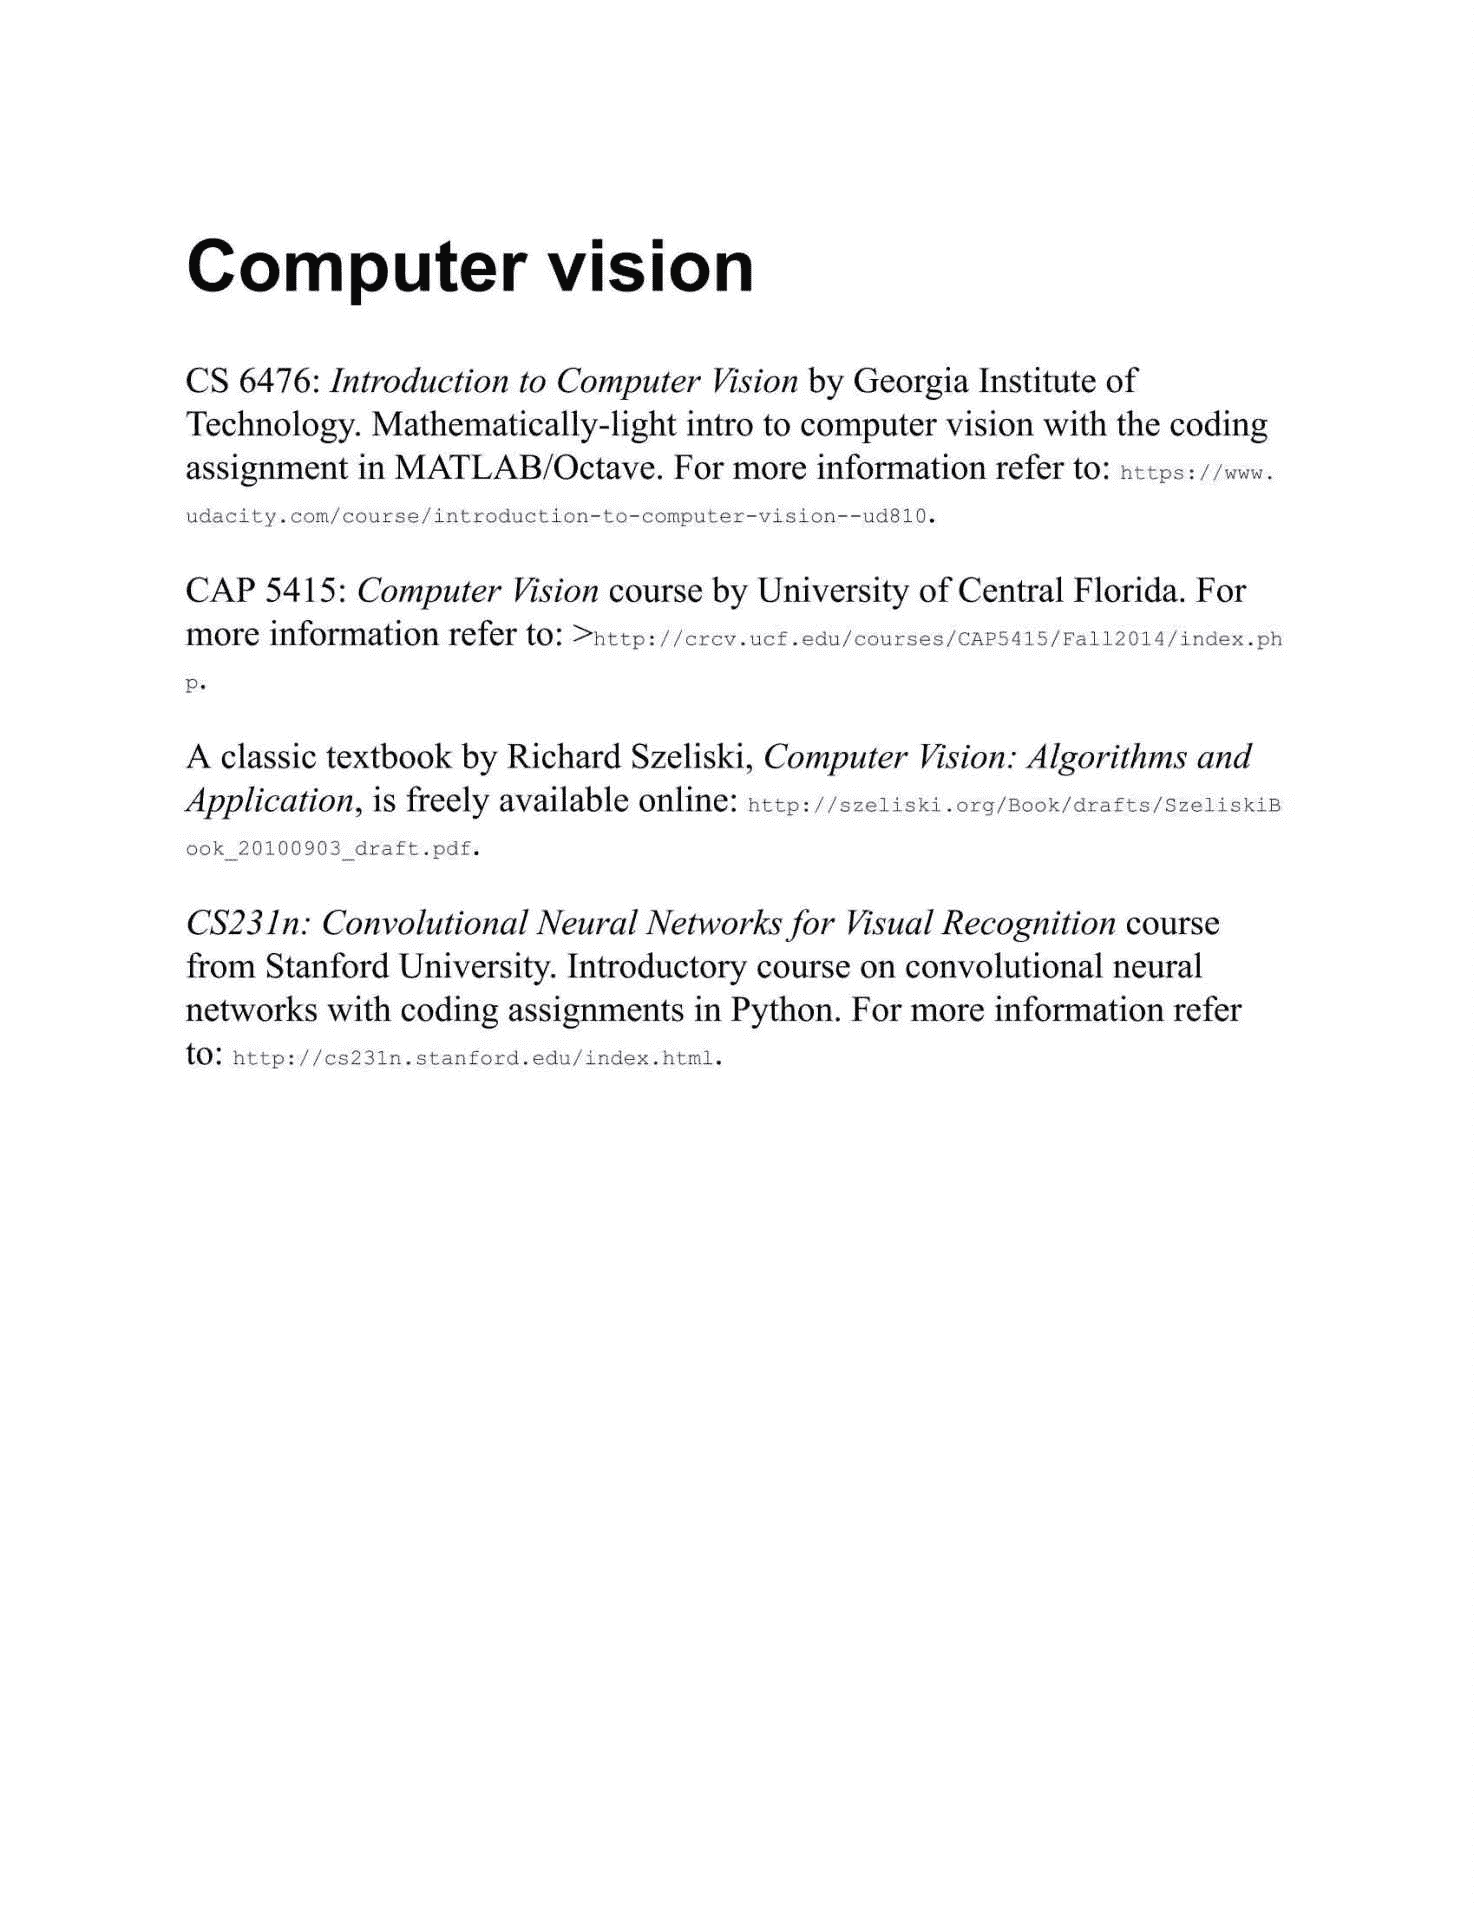 Computer vision
CS 6476: Introduction to Computer Vision by Georgia Institute of
Technology. Mathematically-light intro to computer vision with the coding
assignment in MATLAB/Octave. For more information refer to: https://www.
udacity.com/course/introduction-to-computer-vision--ud810.
CAP 5415: Computer Vision course by University of Central Florida. For
more information refer to: >http://crcv.ucf.edu/courses/CAP5415/Fall2014/index.ph
p.
A classic textbook by Richard Szeliski, Computer Vision: Algorithms and
Application, is freely available online: http://szeliski.org/Book/drafts/SzeliskiB
ook_20100903_draft.pdf.
CS231n: Convolutional Neural Networks for Visual Recognition course
from Stanford University. Introductory course on convolutional neural
networks with coding assignments in Python. For more information refer
to: http://cs231n.stanford.edu/index.html.